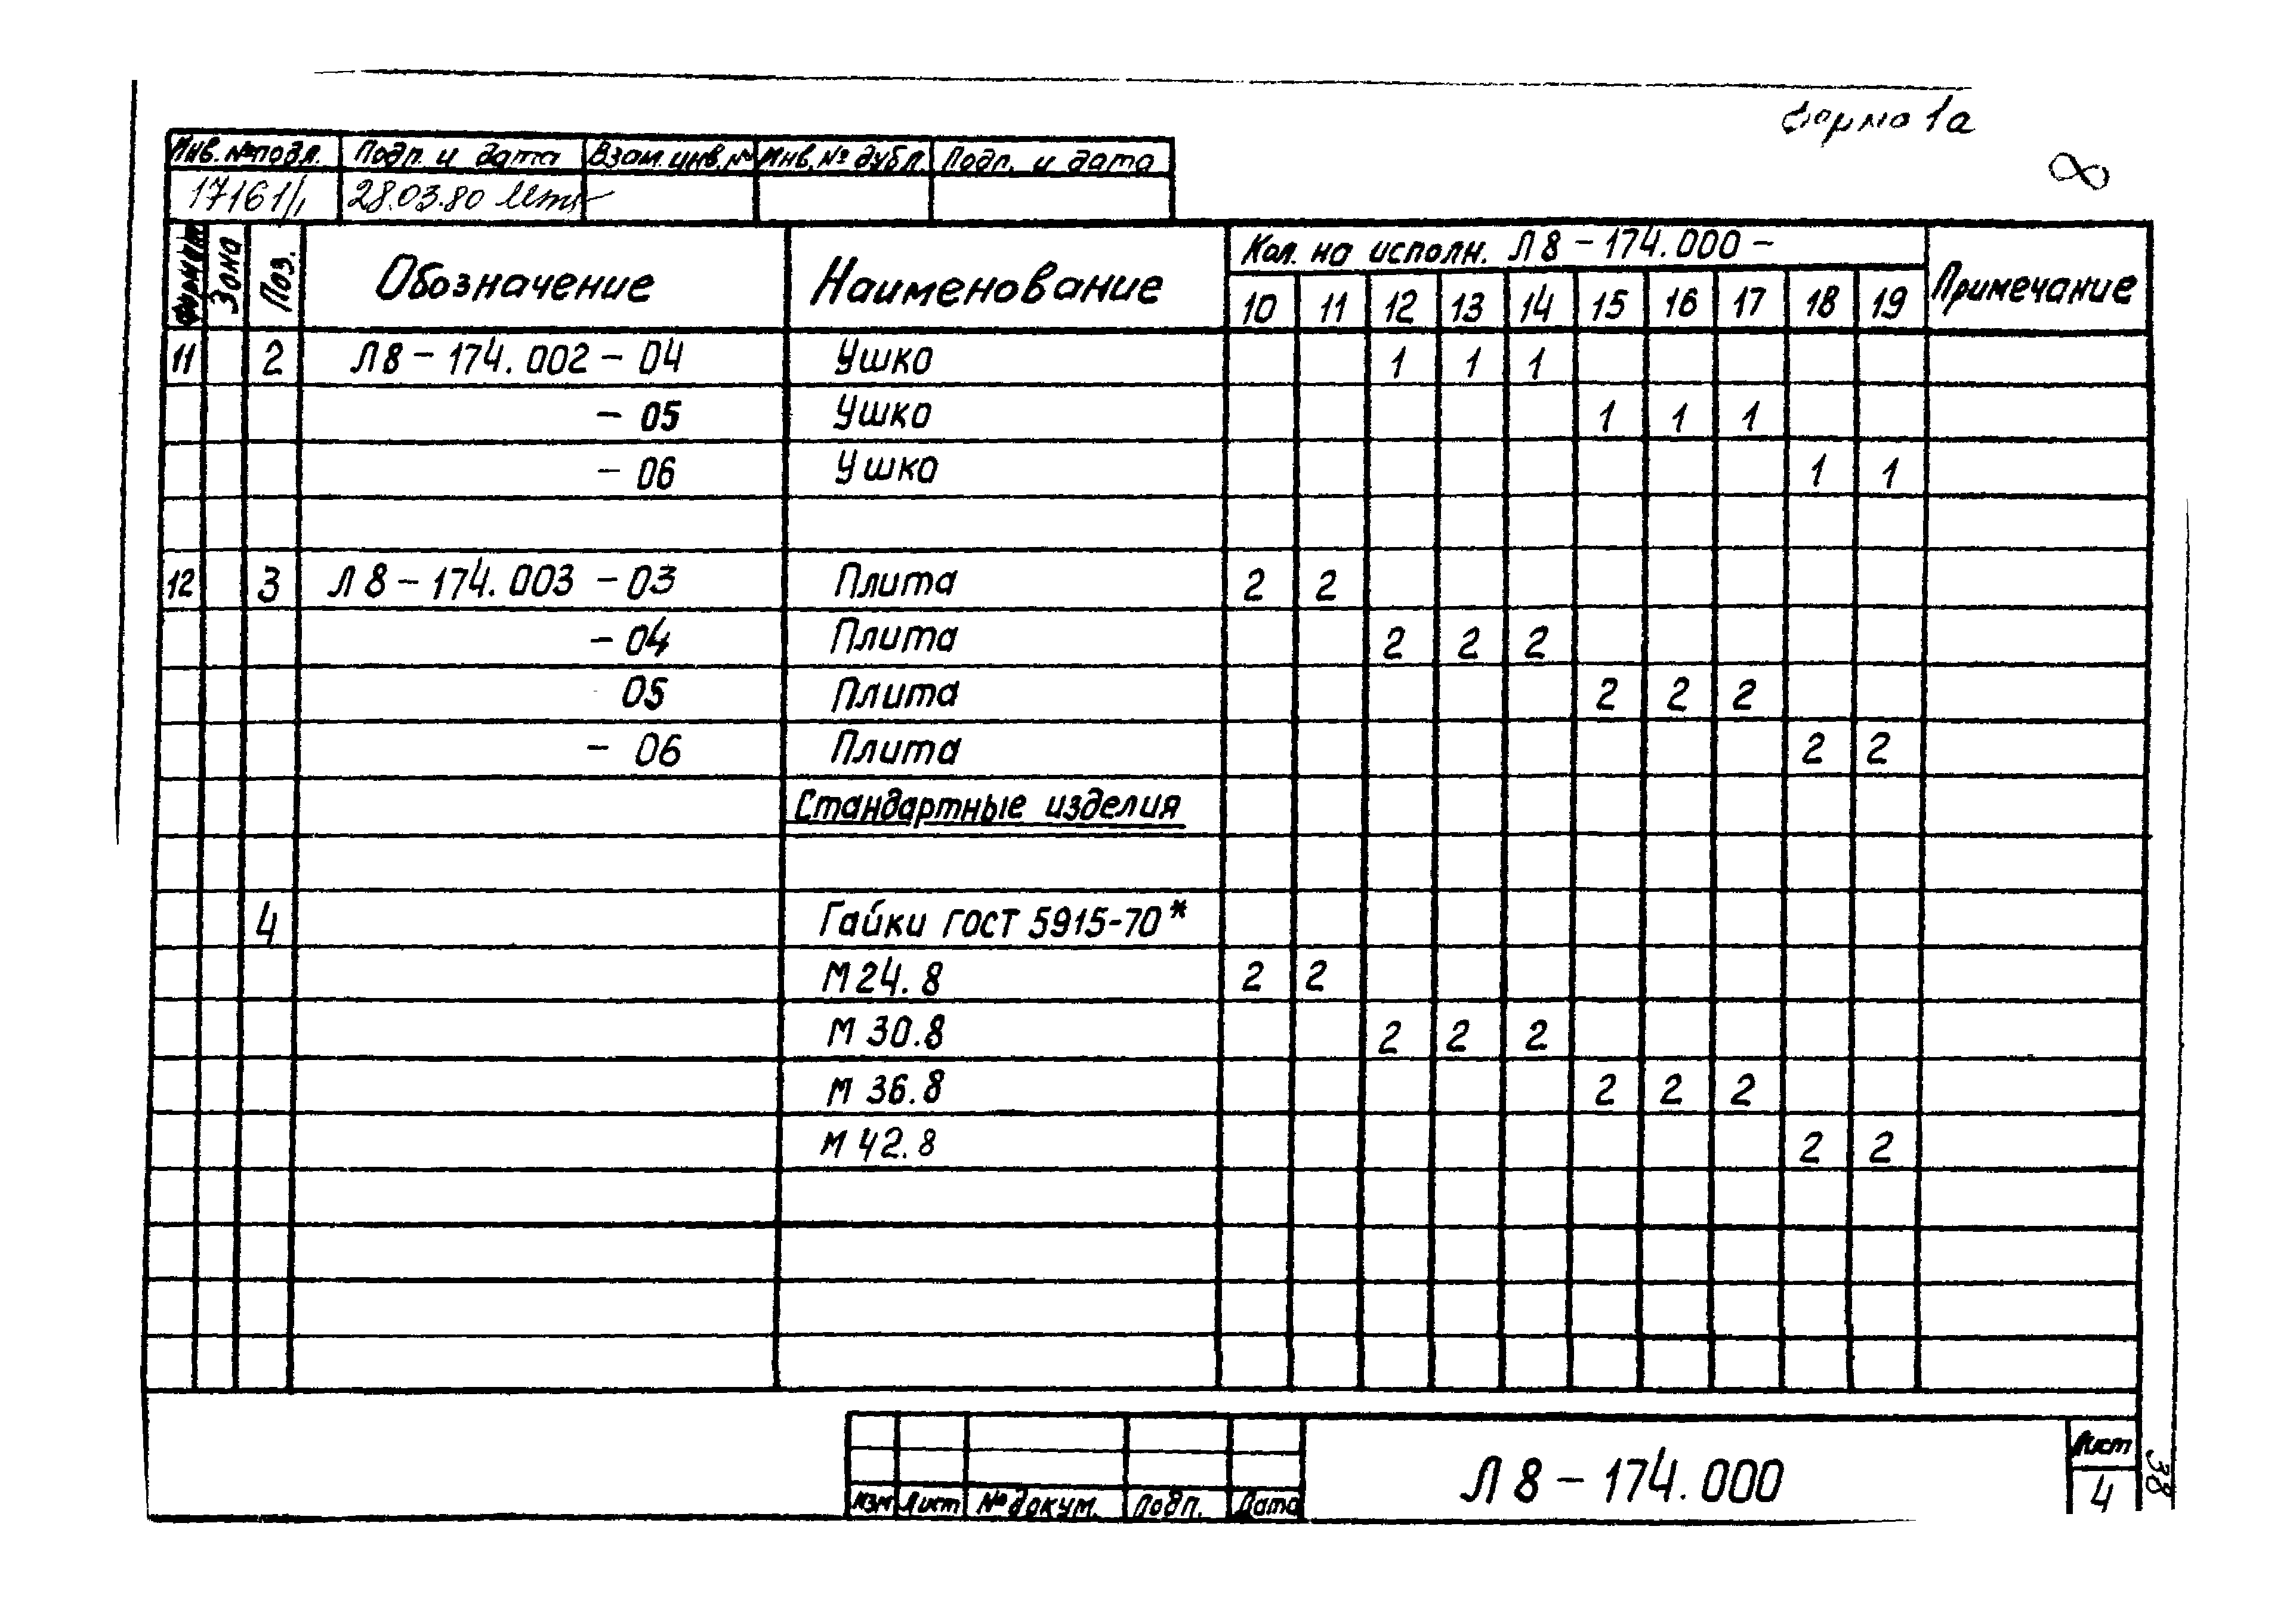 Форма 1а
8
Инв. № подл. Подп. и дата Взам. инв. № Инв. № дубл. Подп. и дата
17161/1 28.03.80
Формат Зона Поз. Обозначение Наименование Кол. на исполн. Л 8 – 174.000 – Примечание
10 11 12 13 14 15 16 17 18 19
11 2 Л 8 – 174. 002 – 04 Ушко 1 1 1
– 05 Ушко 1 1 1
– 06 Ушко 1 1
12 3 Л 8 – 174. 003 – 03 Плита 2 2
– 04 Плита 2 2 2
05 Плита 2 2 2
– 06 Плита 2 2
Стандартные изделия
4 Гайки ГОСТ 5915-70*
М 24. 8 2 2
М 30.8 2 2 2
М 36.8 2 2 2
М 42.8 2 2
Изм Лист № докум. Подп. Дата
Л 8 – 174. 000
Лист
4
38